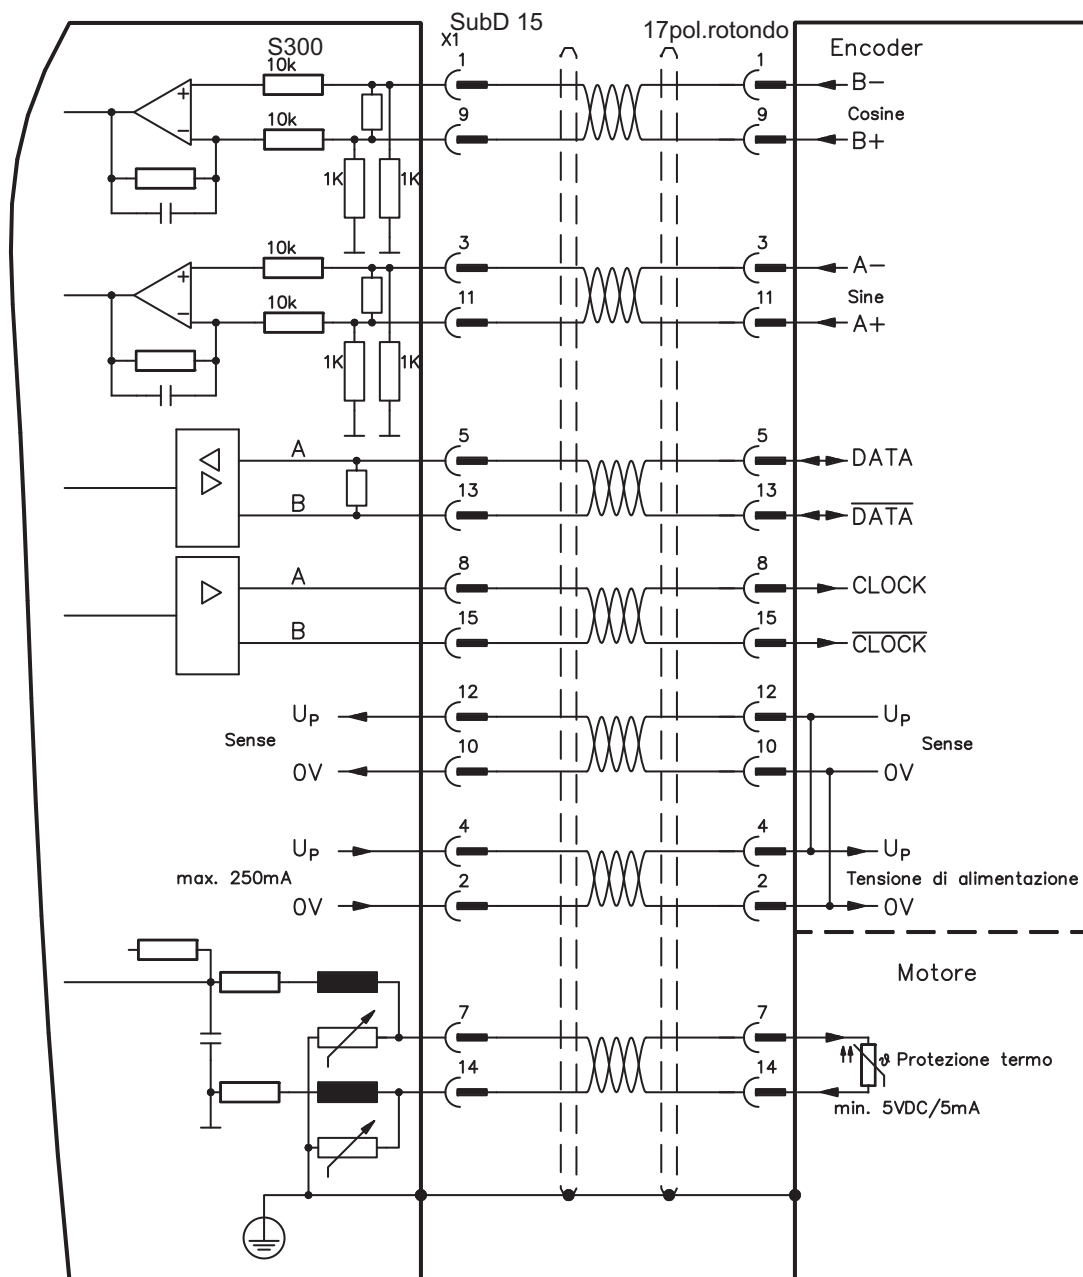 SubD 15
17pol.rotondo
S300
X1
Encoder
10k
1
1
B-
+
Cosine
-
10k
9
9
B+
1K
1K
10k
3
3
A-
+
Sine
-
10k
11
11
A+
1K
1K
A
5
5
DATA
B
13
13
D̅A̅T̅A̅
A
8
8
CLOCK
B
15
15
C̅L̅O̅C̅K̅
UP
12
12
UP
Sense
Sense
0V
10
10
0V
UP
4
4
UP
max. 250mA
Tensione di alimentazione
0V
2
2
0V
Motore
7
7
ϑ Protezione termo
14
14
min. 5VDC/5mA